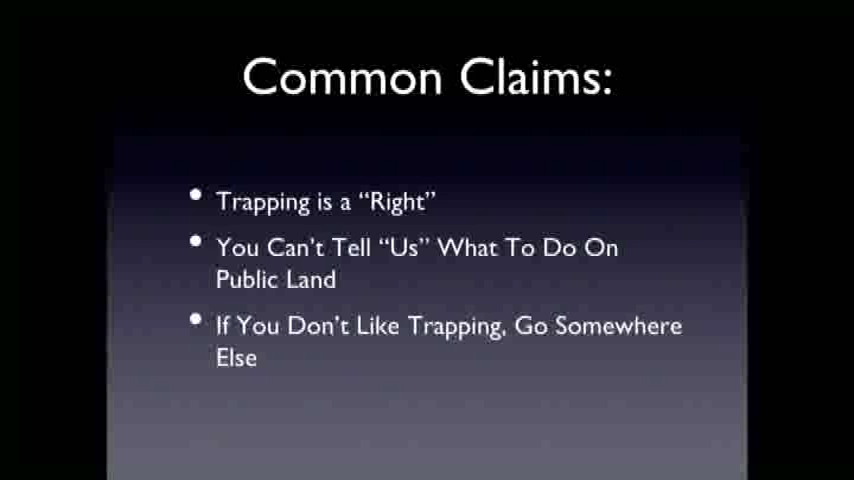 Common Claims:
• Trapping is a “Right”
• You Can’t Tell “Us” What To Do On
Public Land
• If You Don’t Like Trapping, Go Somewhere
Else